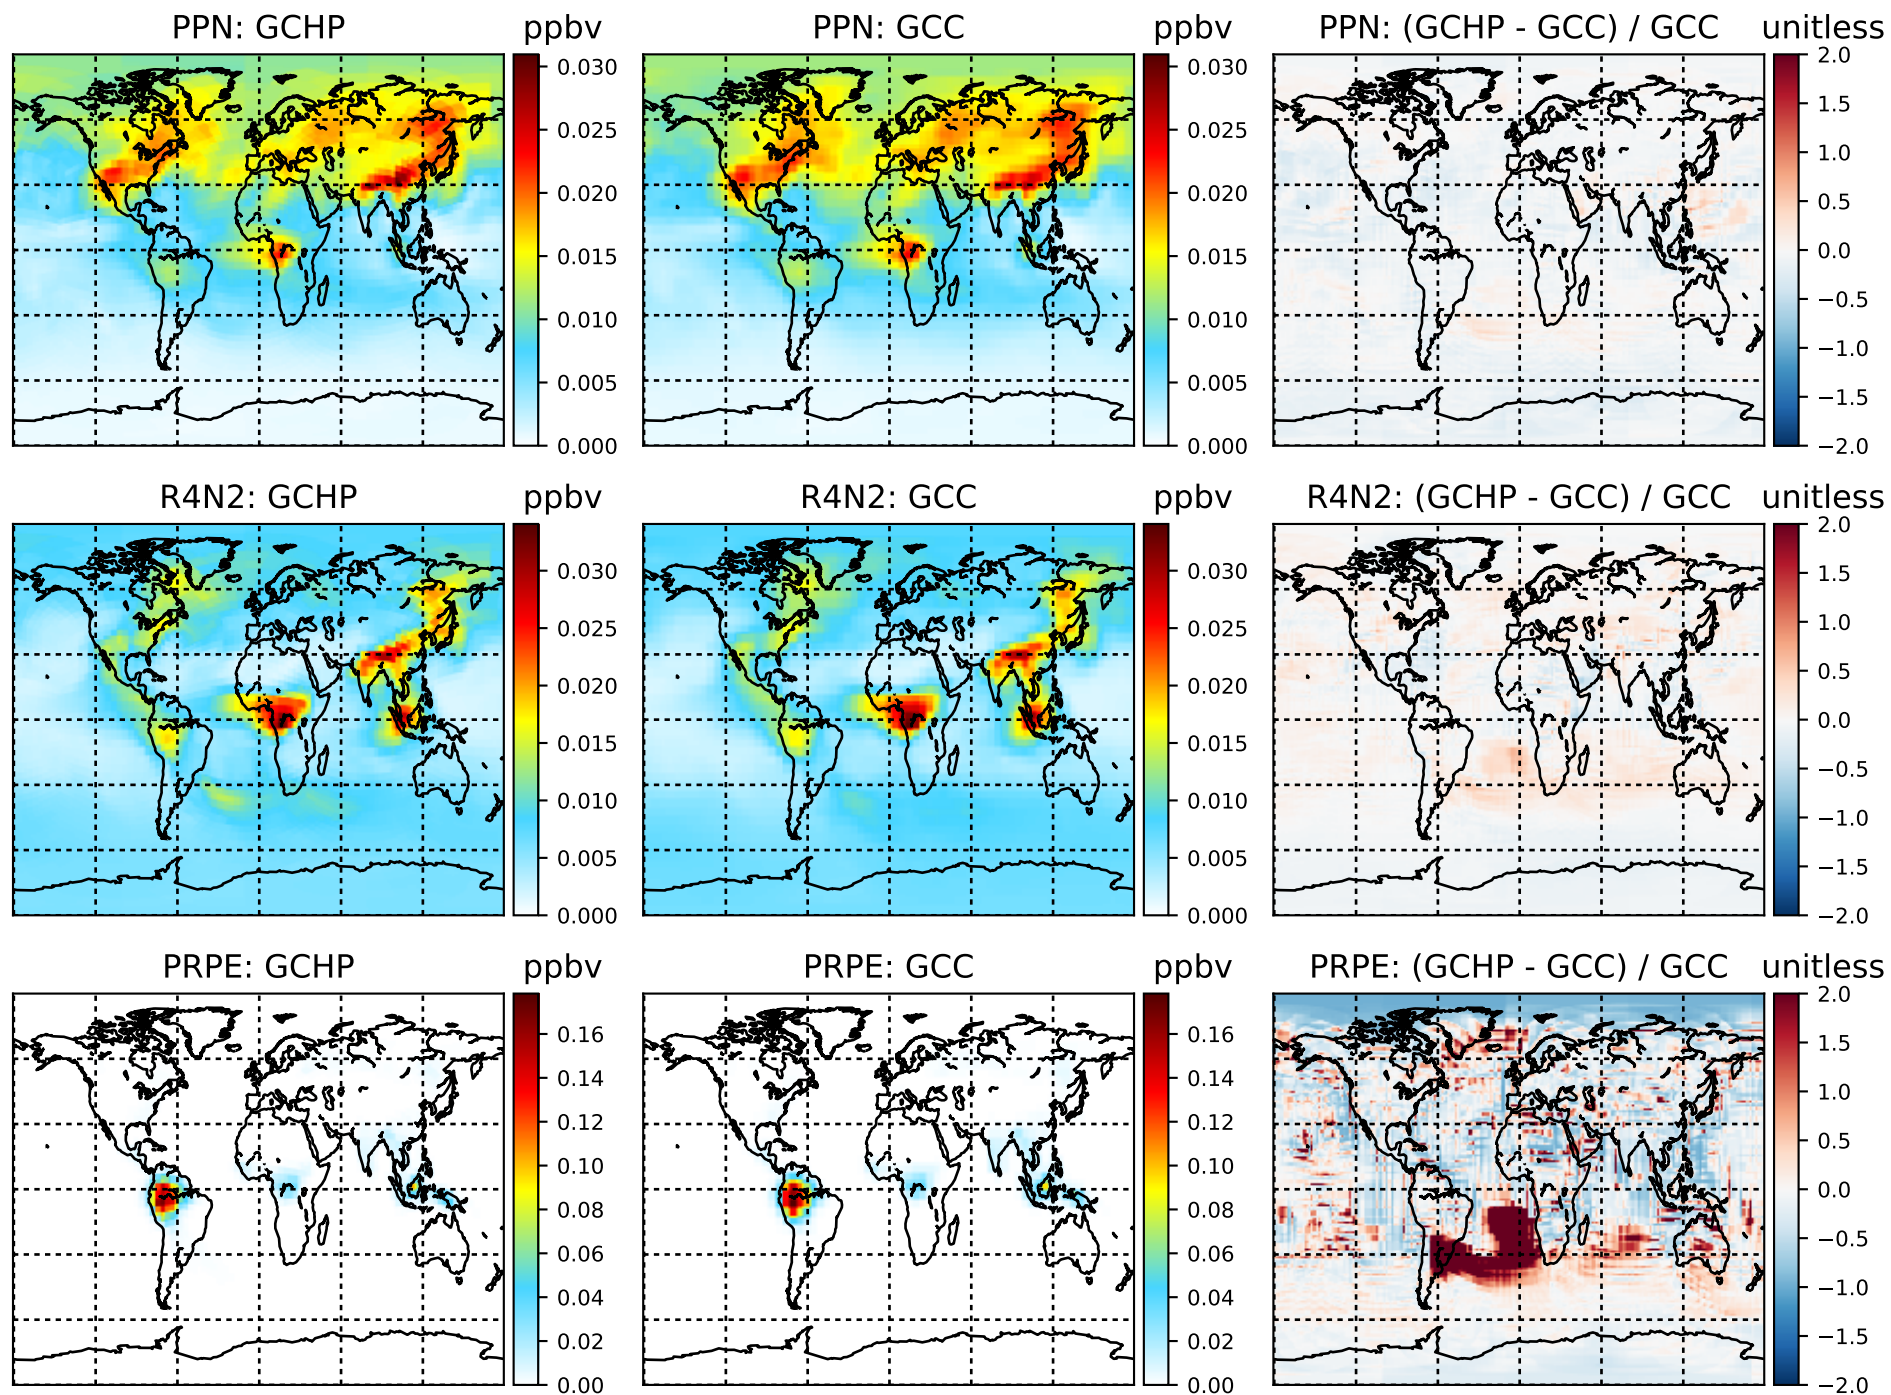 PPN: GCHP ppbv PPN: GCC ppbv PPN: (GCHP - GCC) / GCC unitless
0.030 0.030 2.0
0.025 0.025 1.5
0.020 0.020 1.0
0.015 0.015 0.5
0.010 0.010 0.0
0.005 0.005 −0.5
0.000 0.000 −1.0
−1.5
−2.0
R4N2: GCHP ppbv R4N2: GCC ppbv R4N2: (GCHP - GCC) / GCC unitless
0.030 0.030 2.0
0.025 0.025 1.5
0.020 0.020 1.0
0.015 0.015 0.5
0.010 0.010 0.0
0.005 0.005 −0.5
0.000 0.000 −1.0
−1.5
−2.0
PRPE: GCHP ppbv PRPE: GCC ppbv PRPE: (GCHP - GCC) / GCC unitless
0.16 0.16 2.0
0.14 0.14 1.5
0.12 0.12 1.0
0.10 0.10 0.5
0.08 0.08 0.0
0.06 0.06 −0.5
0.04 0.04 −1.0
0.02 0.02 −1.5
0.00 0.00 −2.0